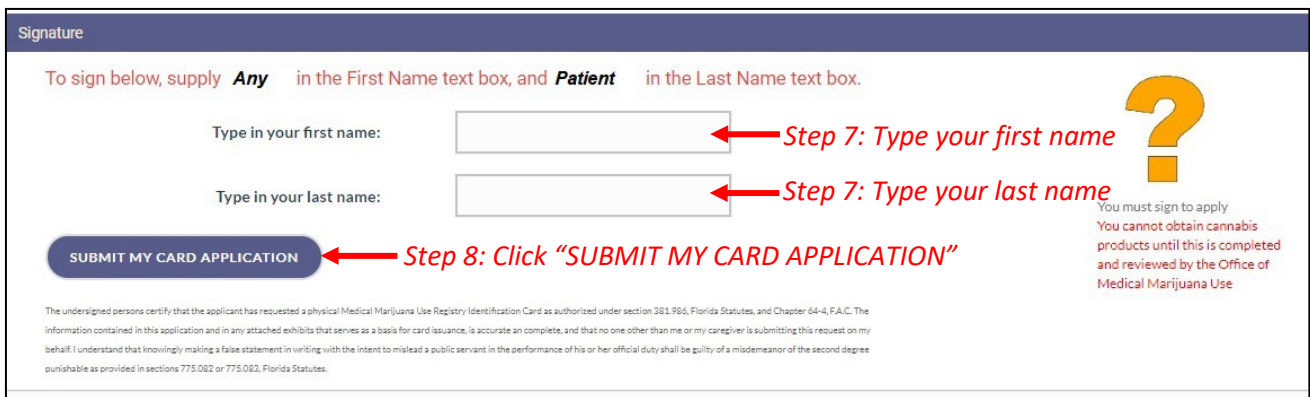 Signature
To sign below, supply Any in the First Name text box, and Patient in the Last Name text box.
Type in your first name:
Step 7: Type your first name
Type in your last name:
Step 7: Type your last name
You must sign to apply
You cannot obtain cannabis
products until this is completed
and reviewed by the Office of
Medical Marijuana Use
SUBMIT MY CARD APPLICATION
Step 8: Click “SUBMIT MY CARD APPLICATION”
The undersigned persons certify that the applicant has requested a physical Medical Marijuana Use Registry Identification Card as authorized under section 381.986, Florida Statutes, and Chapter 64-4, F.A.C. The
information contained in this application and in any attached exhibits that serves as a basis for card issuance, is accurate an complete, and that no one other than me or my caregiver is submitting this request on my
behalf. I understand that knowingly making a false statement in writing with the intent to mislead a public servant in the performance of his or her official duty shall be guilty of a misdemeanor of the second degree
punishable as provided in sections 775.082 or 775.083, Florida Statutes.